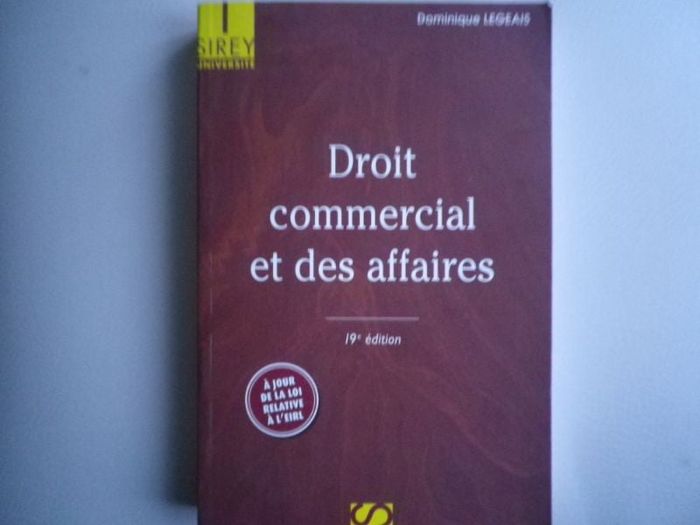 Dominique LEGEAIS
SIREY
UNIVERSITÉ
Droit
commercial
et des affaires
19e édition
À JOUR
DE LA LOI
RELATIVE
À L'EIRL
S